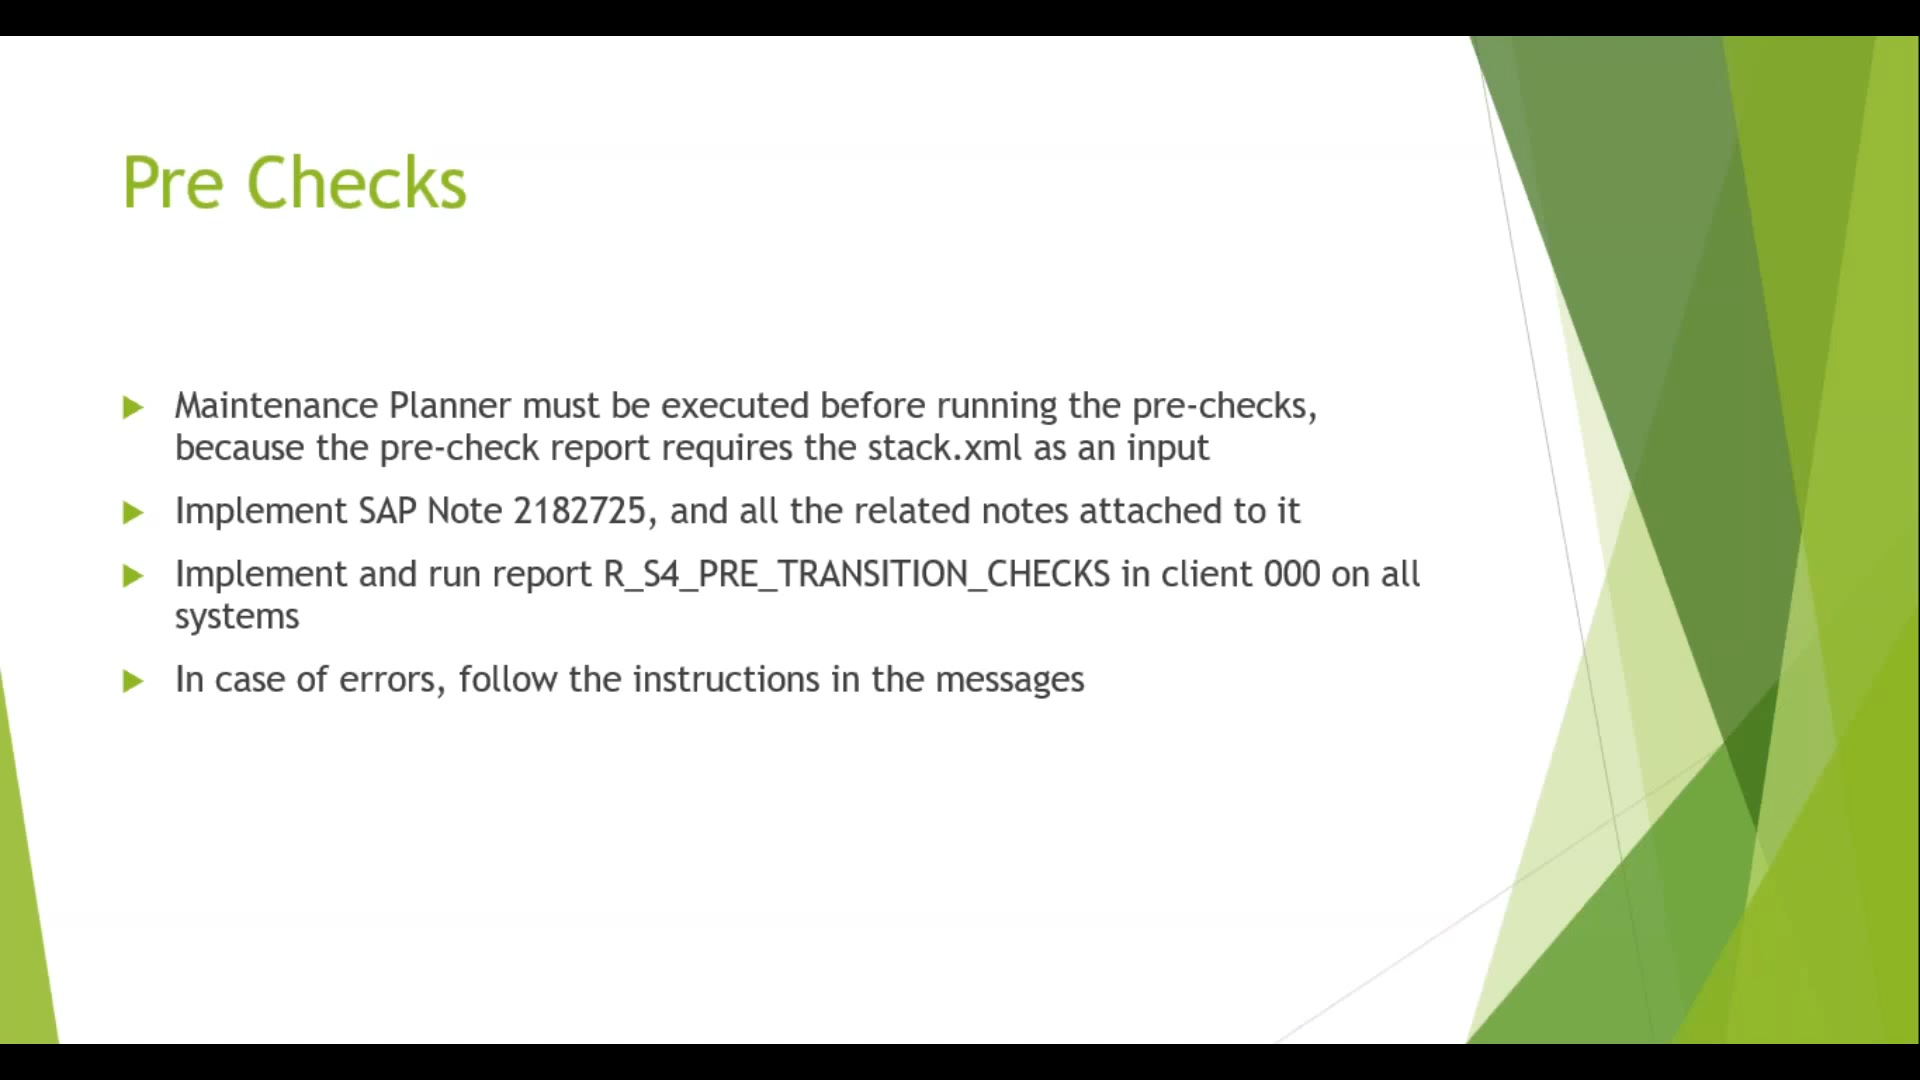 Pre Checks
Maintenance Planner must be executed before running the pre-checks,
because the pre-check report requires the stack.xml as an input
Implement SAP Note 2182725, and all the related notes attached to it
Implement and run report R_S4_PRE_TRANSITION_CHECKS in client 000 on all
systems
In case of errors, follow the instructions in the messages